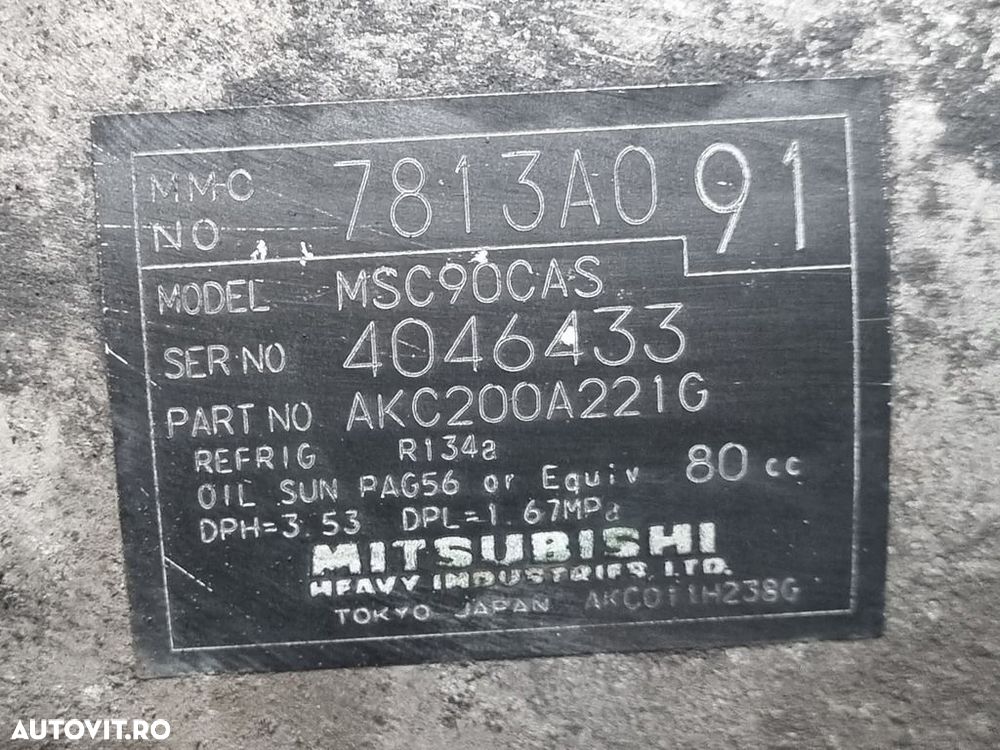 MMC NO 7813A091
MODEL MSC90CAS
SER NO 4046433
PART NO AKC200A221G
REFRIG R134a
OIL SUN PAG56 or Equiv 80 cc
DPH=3.53 DPL=1.67MPa
MITSUBISHI
HEAVY INDUSTRIES, LTD.
TOKYO JAPAN AKC011H238G
AUTOVIT.RO